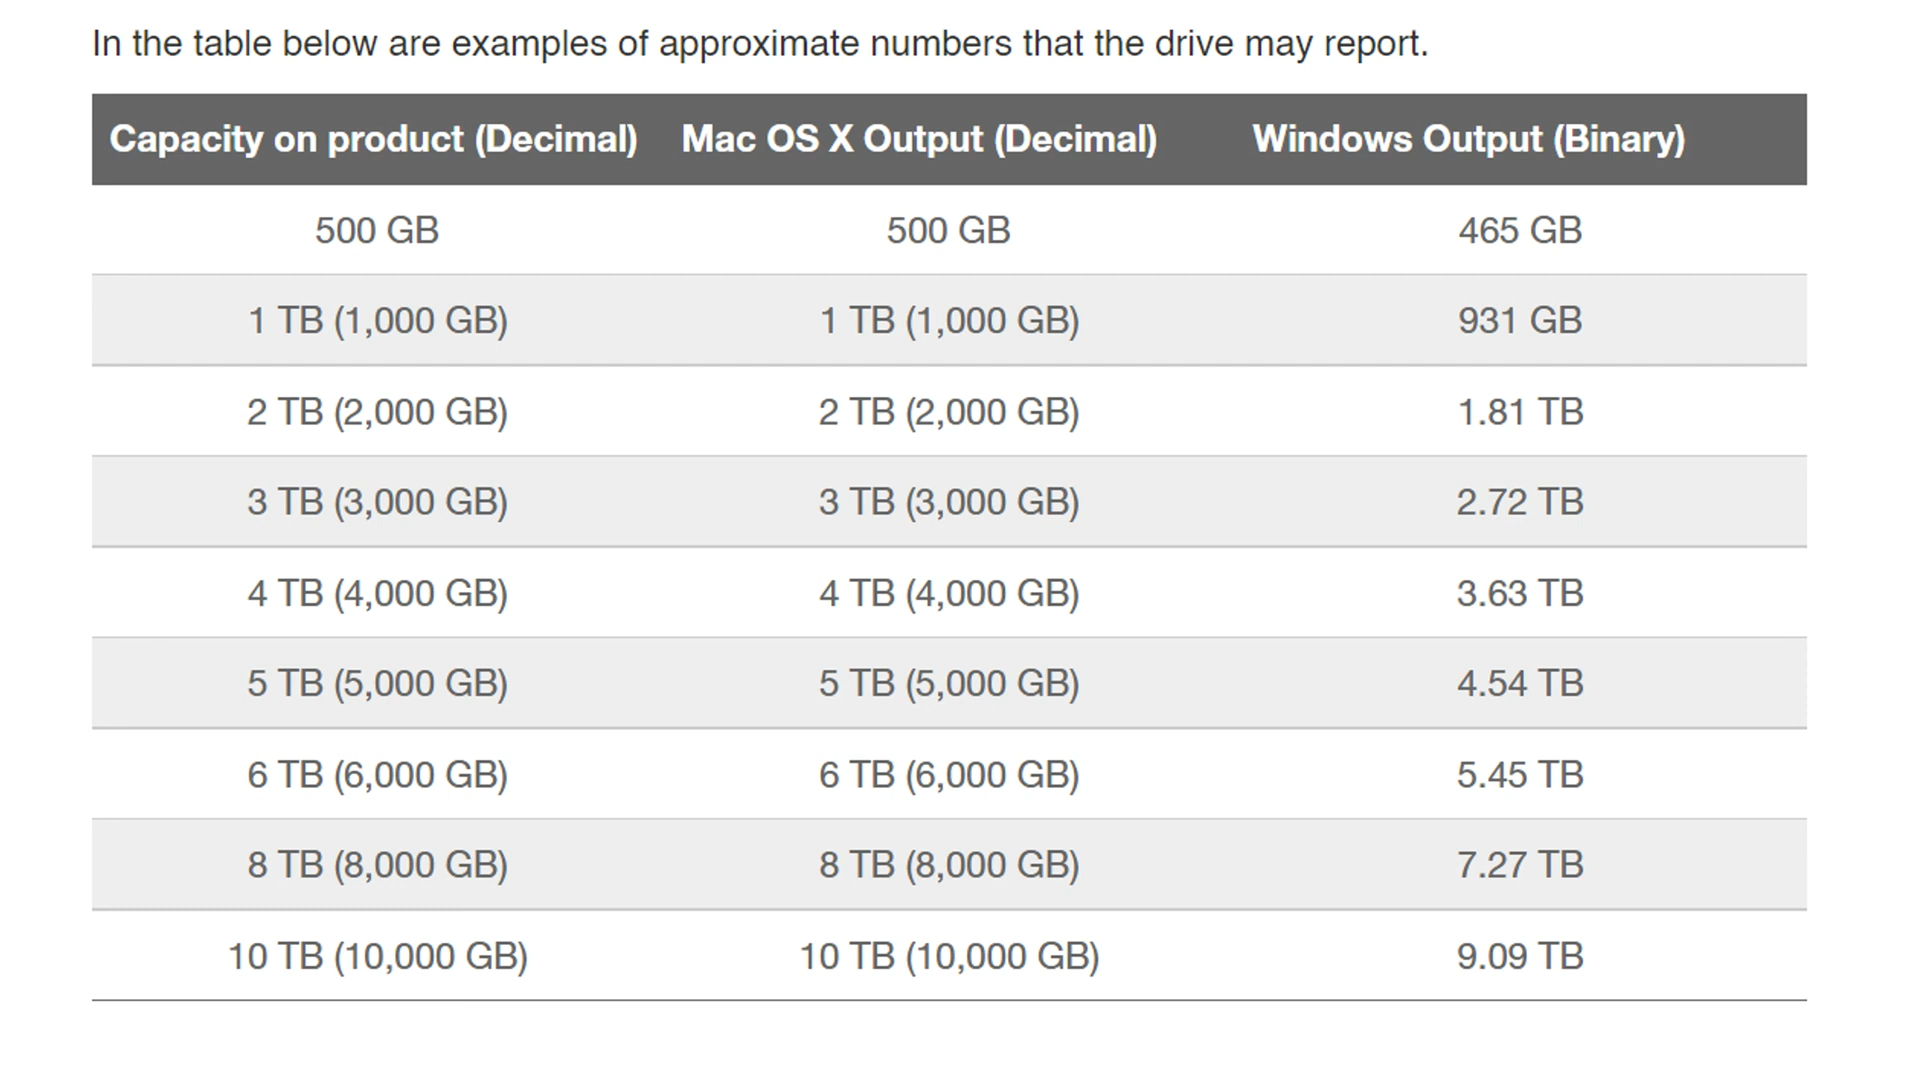 In the table below are examples of approximate numbers that the drive may report.
Capacity on product (Decimal) Mac OS X Output (Decimal) Windows Output (Binary)
500 GB 500 GB 465 GB
1 TB (1,000 GB) 1 TB (1,000 GB) 931 GB
2 TB (2,000 GB) 2 TB (2,000 GB) 1.81 TB
3 TB (3,000 GB) 3 TB (3,000 GB) 2.72 TB
4 TB (4,000 GB) 4 TB (4,000 GB) 3.63 TB
5 TB (5,000 GB) 5 TB (5,000 GB) 4.54 TB
6 TB (6,000 GB) 6 TB (6,000 GB) 5.45 TB
8 TB (8,000 GB) 8 TB (8,000 GB) 7.27 TB
10 TB (10,000 GB) 10 TB (10,000 GB) 9.09 TB